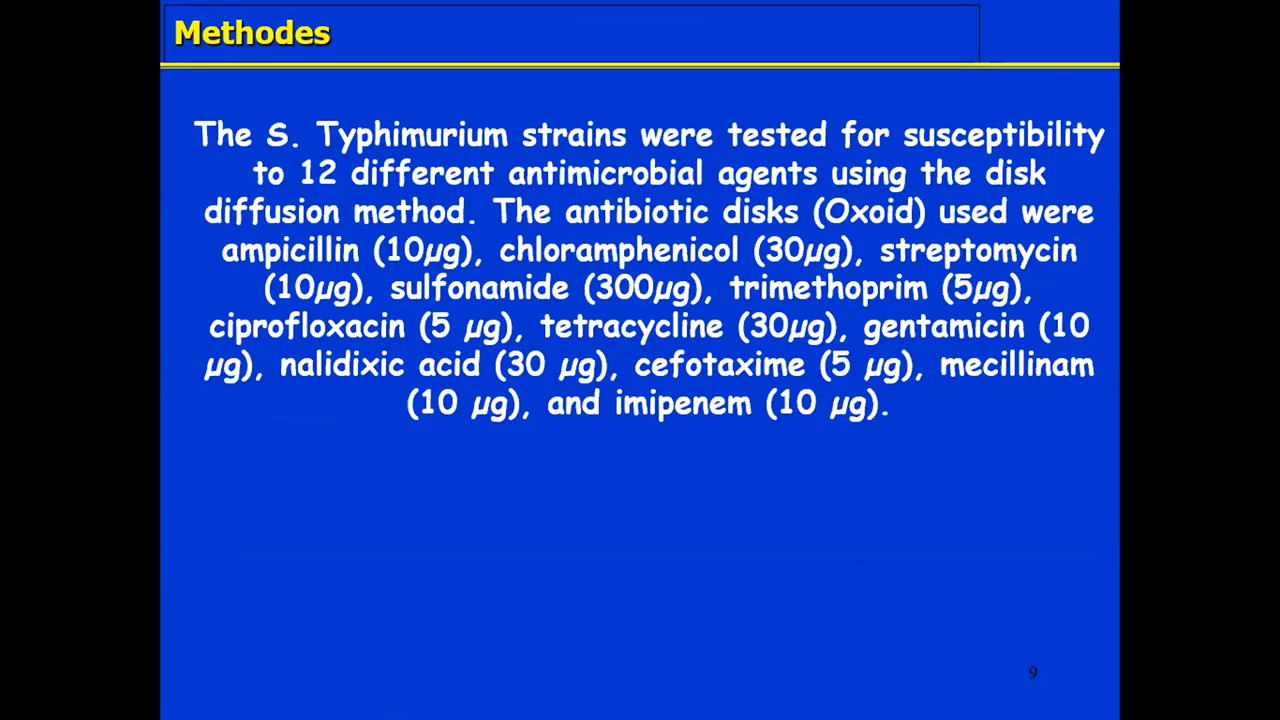 Methodes
The S. Typhimurium strains were tested for susceptibility
to 12 different antimicrobial agents using the disk
diffusion method. The antibiotic disks (Oxoid) used were
ampicillin (10µg), chloramphenicol (30µg), streptomycin
(10µg), sulfonamide (300µg), trimethoprim (5µg),
ciprofloxacin (5 µg), tetracycline (30µg), gentamicin (10
µg), nalidixic acid (30 µg), cefotaxime (5 µg), mecillinam
(10 µg), and imipenem (10 µg).
9